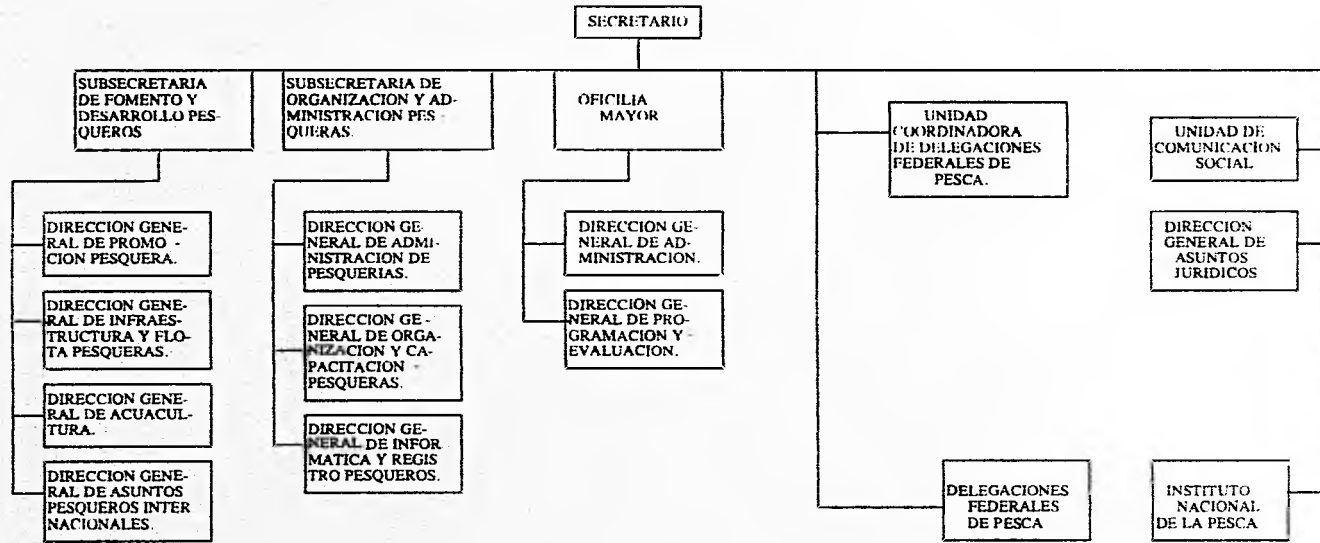 SECRETARIO
SUBSECRETARIA
DE FOMENTO Y
DESARROLLO PES-
QUEROS
SUBSECRETARIA DE
ORGANIZACION Y AD-
MINISTRACION PES
QUERAS.
OFICILIA
MAYOR
UNIDAD
COORDINADORA
DE DELEGACIONES
FEDERALES DE
PESCA.
UNIDAD DE
COMUNICACION
SOCIAL
DIRECCION GENE-
RAL DE PROMO -
CION PESQUERA.
DIRECCION GE-
NERAL DE ADMI-
NISTRACION DE
PESQUERIAS.
DIRECCION GE-
NERAL DE AD-
MINISTRACION.
DIRECCION
GENERAL DE
ASUNTOS
JURIDICOS
DIRECCION GENE-
RAL DE INFRAES-
TRUCTURA Y FLO-
TA PESQUERAS.
DIRECCION GE -
NERAL DE ORGA-
NIZACION Y CA-
PACITACION -
PESQUERAS.
DIRECCION GE-
NERAL DE PRO-
GRAMACION Y -
EVALUACION.
DIRECCION GENE-
RAL DE ACUACUL-
TURA.
DIRECCION GE-
NERAL DE INFOR
MATICA Y REGIS
TRO PESQUEROS.
DIRECCION GENE-
RAL DE ASUNTOS
PESQUEROS INTER
NACIONALES.
DELEGACIONES
FEDERALES
DE PESCA
INSTITUTO
NACIONAL
DE LA PESCA